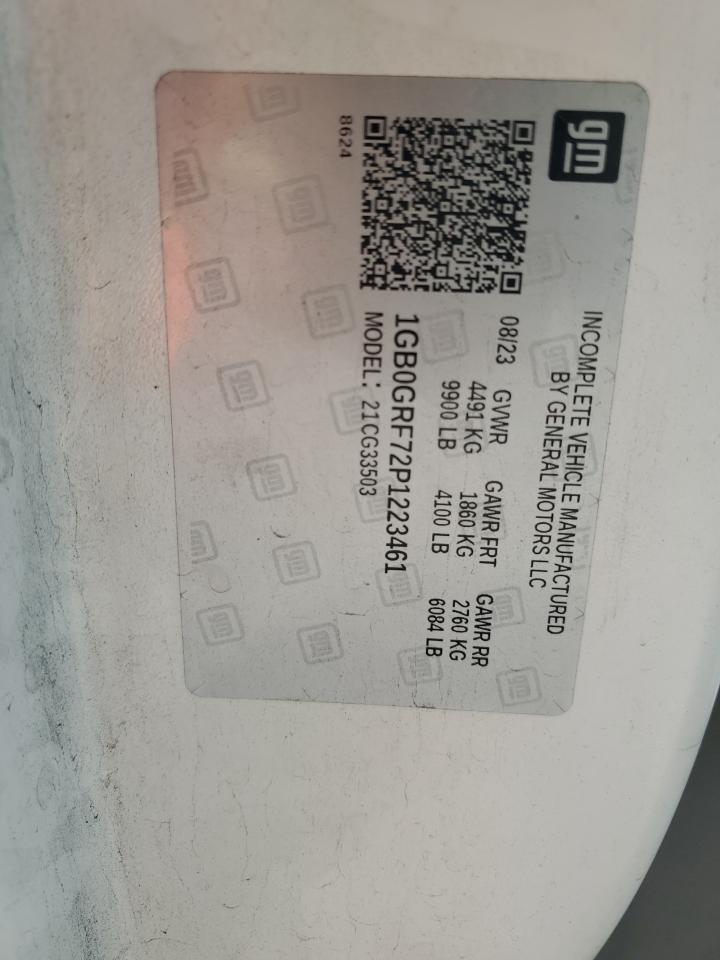 gm
INCOMPLETE VEHICLE MANUFACTURED
BY GENERAL MOTORS LLC
08/23 GVWR GAWR FRT GAWR RR
4491 KG 1860 KG 2760 KG
9900 LB 4100 LB 6084 LB
1GB0GRF72P1223461
MODEL: 21CG33503
8624